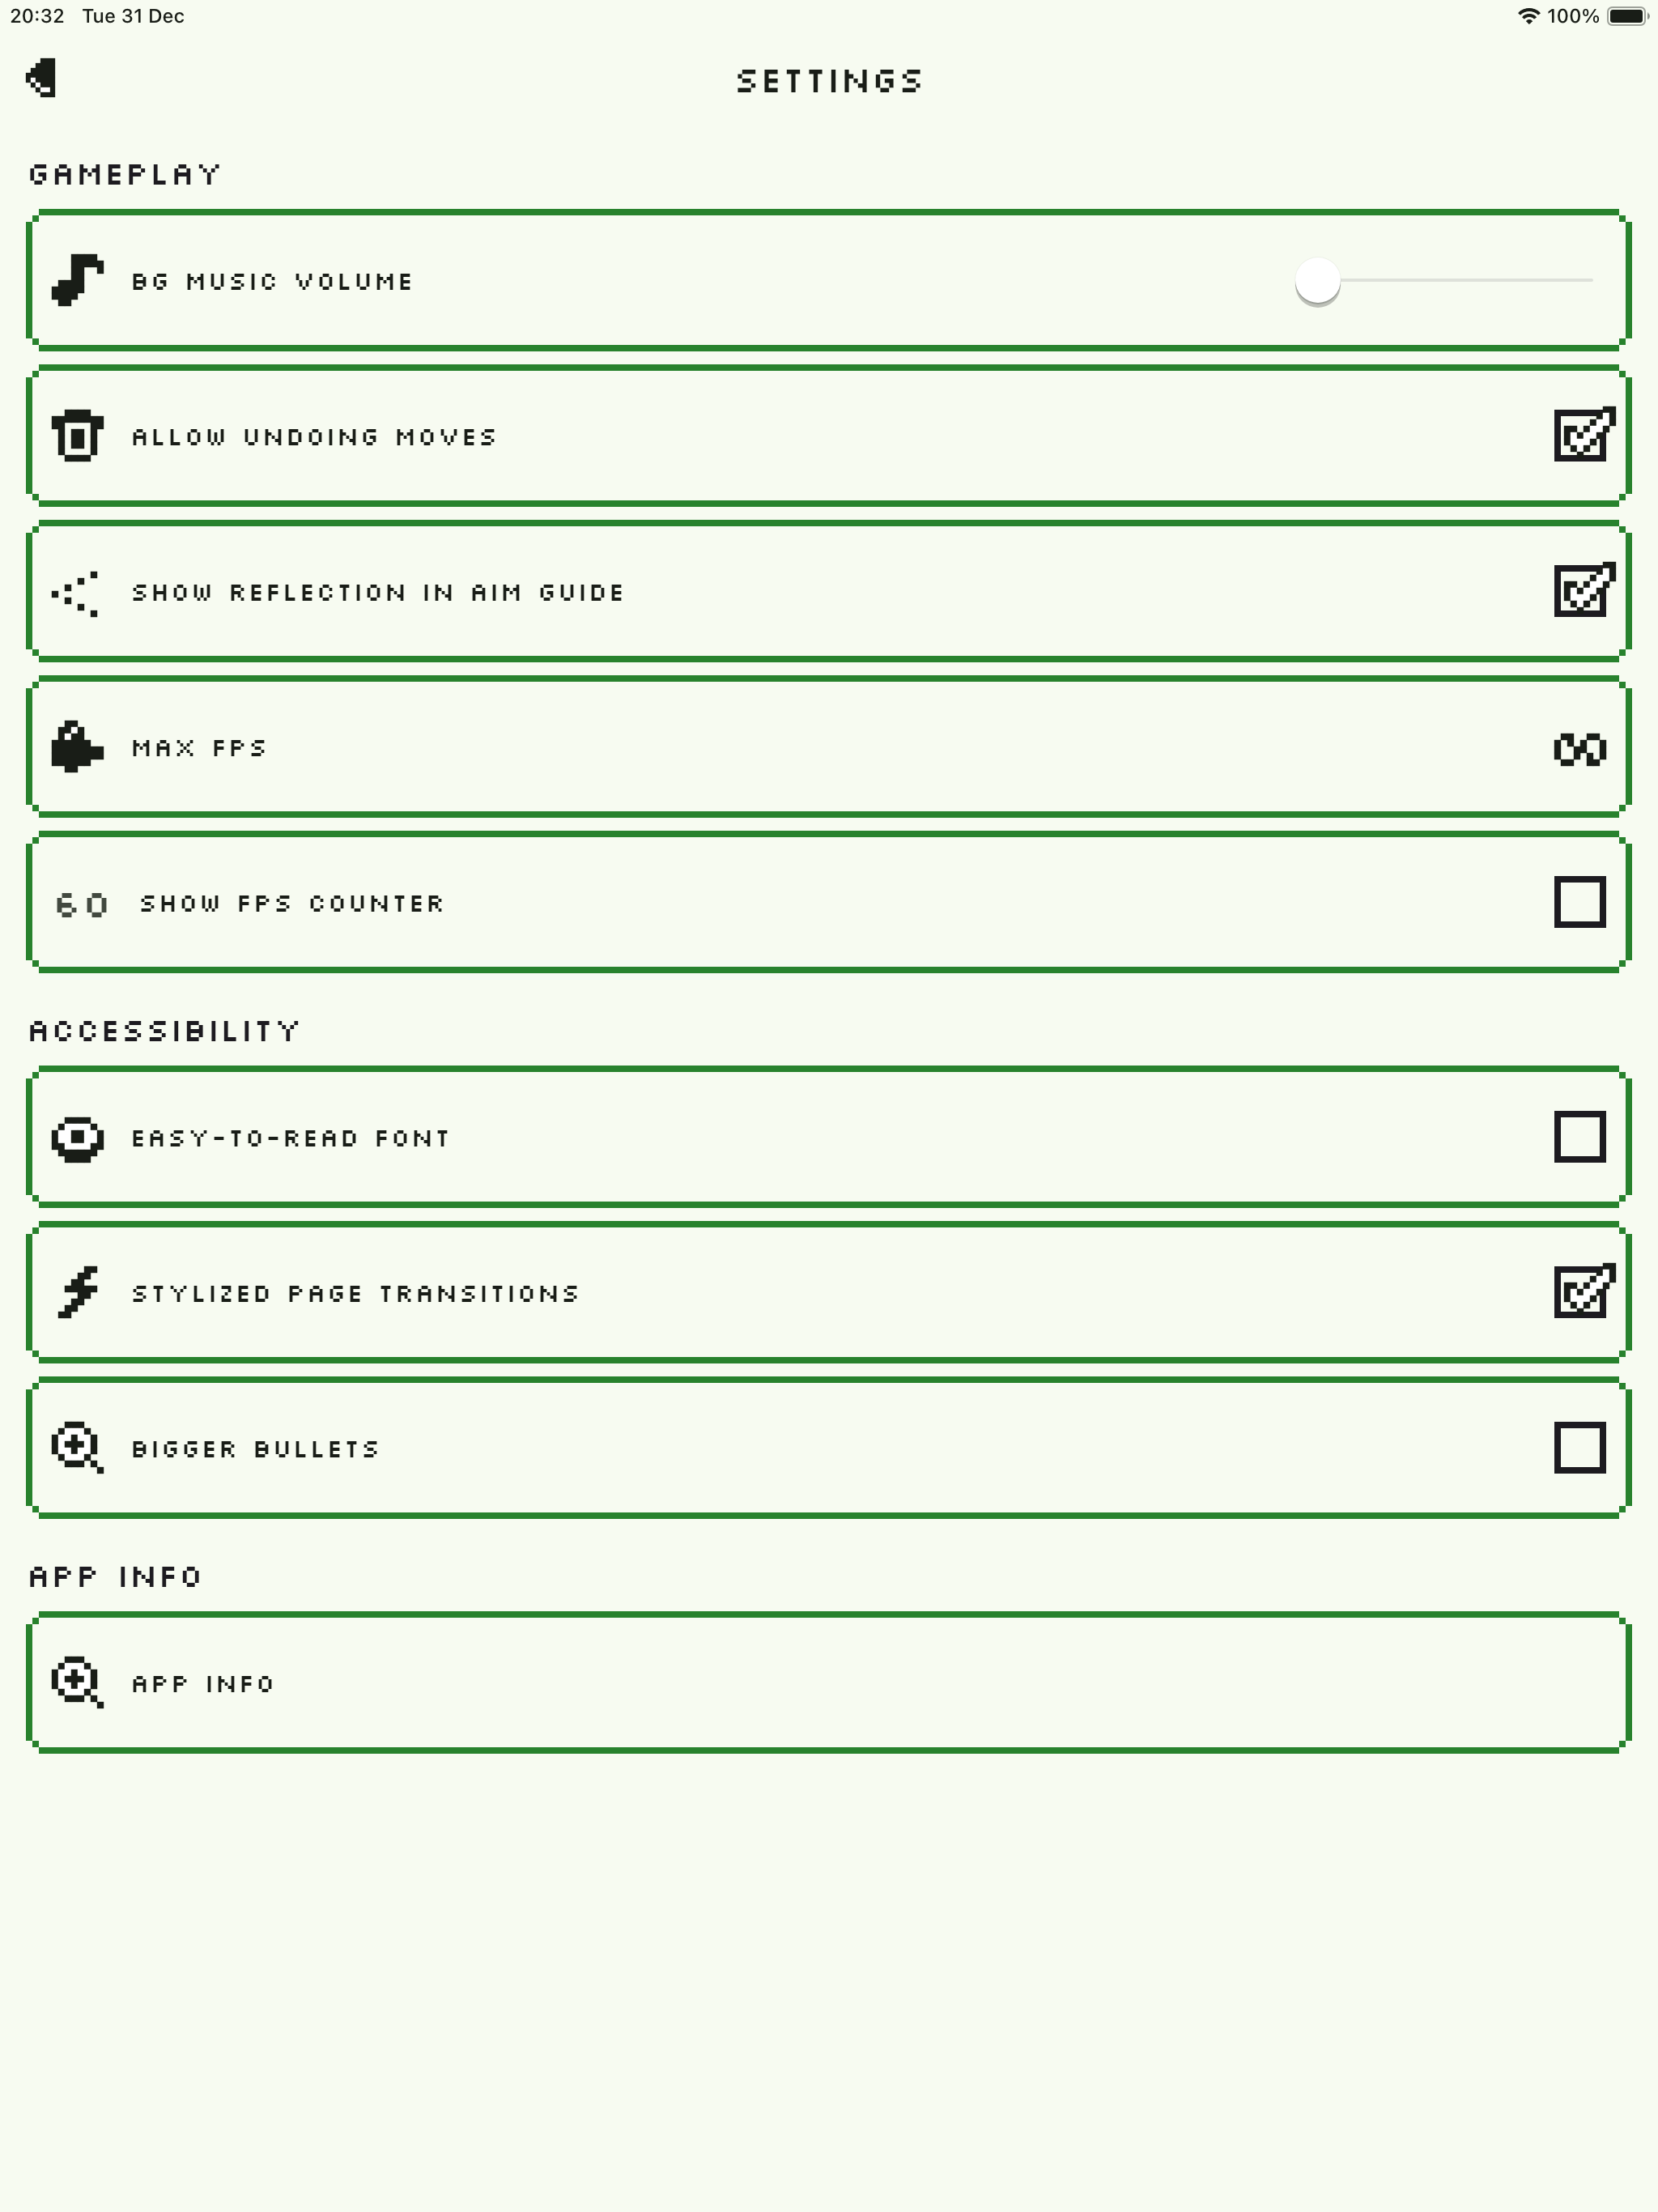 20:32 Tue 31 Dec 100%
SETTINGS
GAMEPLAY
BG MUSIC VOLUME
ALLOW UNDOING MOVES
SHOW REFLECTION IN AIM GUIDE
MAX FPS ∞
60 SHOW FPS COUNTER
ACCESSIBILITY
EASY-TO-READ FONT
STYLIZED PAGE TRANSITIONS
BIGGER BULLETS
APP INFO
APP INFO